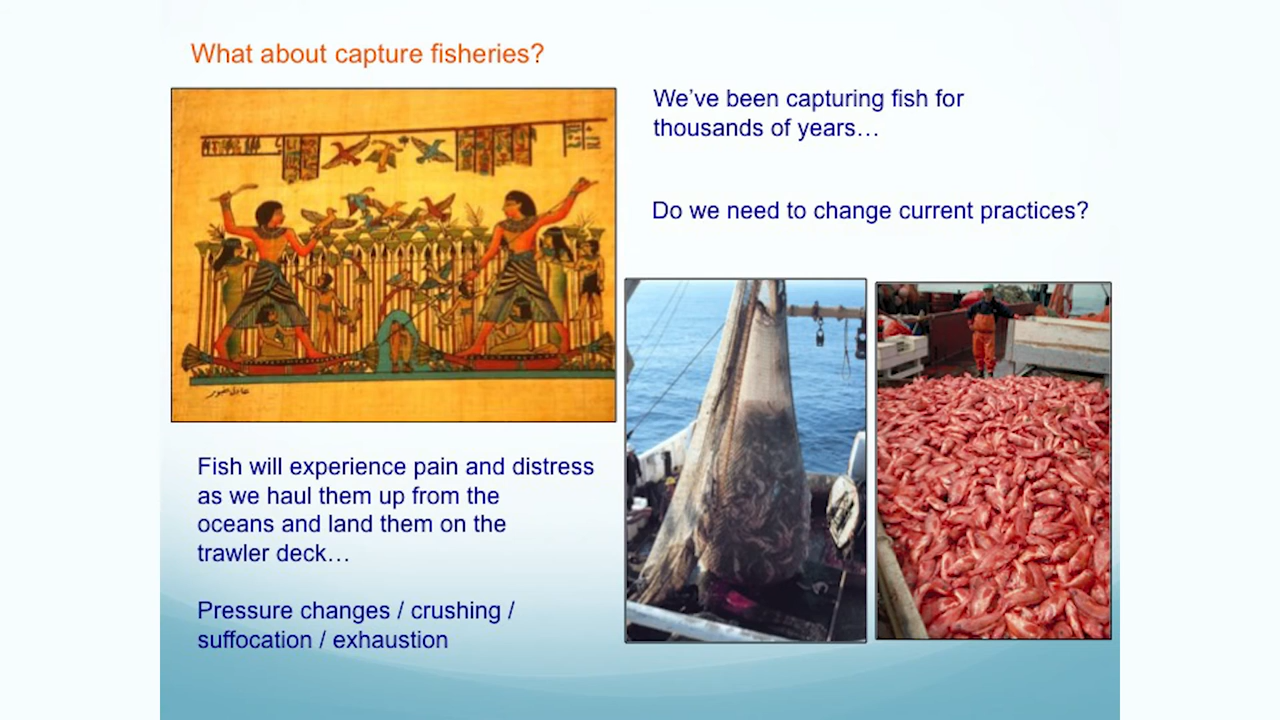 What about capture fisheries?
We've been capturing fish for
thousands of years…
Do we need to change current practices?
Fish will experience pain and distress
as we haul them up from the
oceans and land them on the
trawler deck…
Pressure changes / crushing /
suffocation / exhaustion